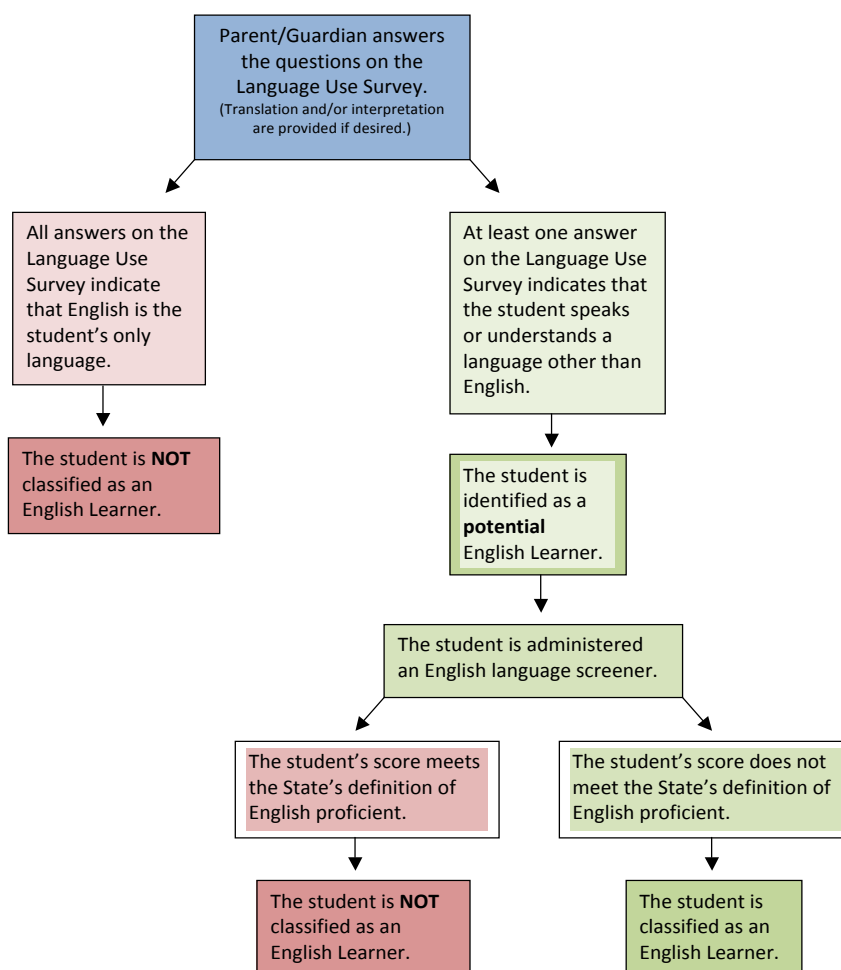 Parent/Guardian answers
the questions on the
Language Use Survey.
(Translation and/or interpretation
are provided if desired.)
All answers on the
Language Use
Survey indicate
that English is the
student’s only
language.
At least one answer
on the Language Use
Survey indicates that
the student speaks
or understands a
language other than
English.
The student is NOT
classified as an
English Learner.
The student is
identified as a
potential
English Learner.
The student is administered
an English language screener.
The student’s score meets
the State’s definition of
English proficient.
The student’s score does not
meet the State’s definition of
English proficient.
The student is NOT
classified as an
English Learner.
The student is
classified as an
English Learner.